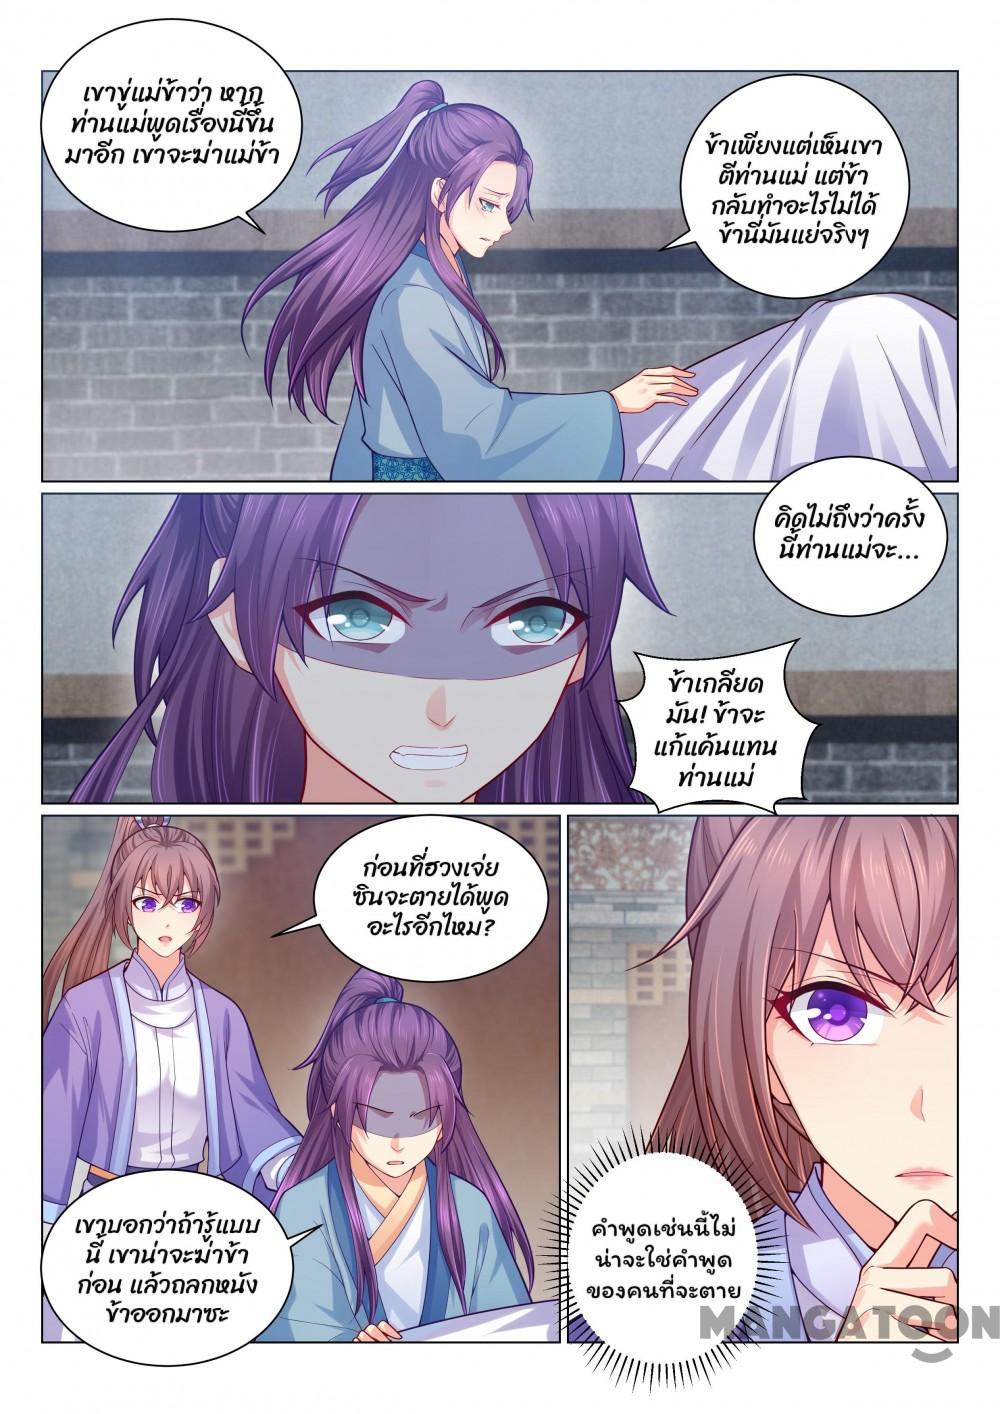 เขาขู่แม่ข้าว่า หาก
ท่านแม่พูดเรื่องนี้ขึ้น
มาอีก เขาจะฆ่าแม่ข้า
ข้าเพียงแต่เห็นเขา
ตีท่านแม่ แต่ข้า
กลับทำอะไรไม่ได้
ข้านี่มันแย่จริงๆ
คิดไม่ถึงว่าครั้ง
นี้ท่านแม่จะ...
ข้าเกลียด
มัน! ข้าจะ
แก้แค้นแทน
ท่านแม่
ก่อนที่ฮวงเจ่ย
ซินจะตายได้พูด
อะไรอีกไหม?
เขาบอกว่าถ้ารู้แบบ
นี้ เขาน่าจะฆ่าข้า
ก่อน แล้วถลกหนัง
ข้าออกมาซะ
คำพูดเช่นนี้ไม่
น่าจะใช่คำพูด
ของคนที่จะตาย
MANGATOON